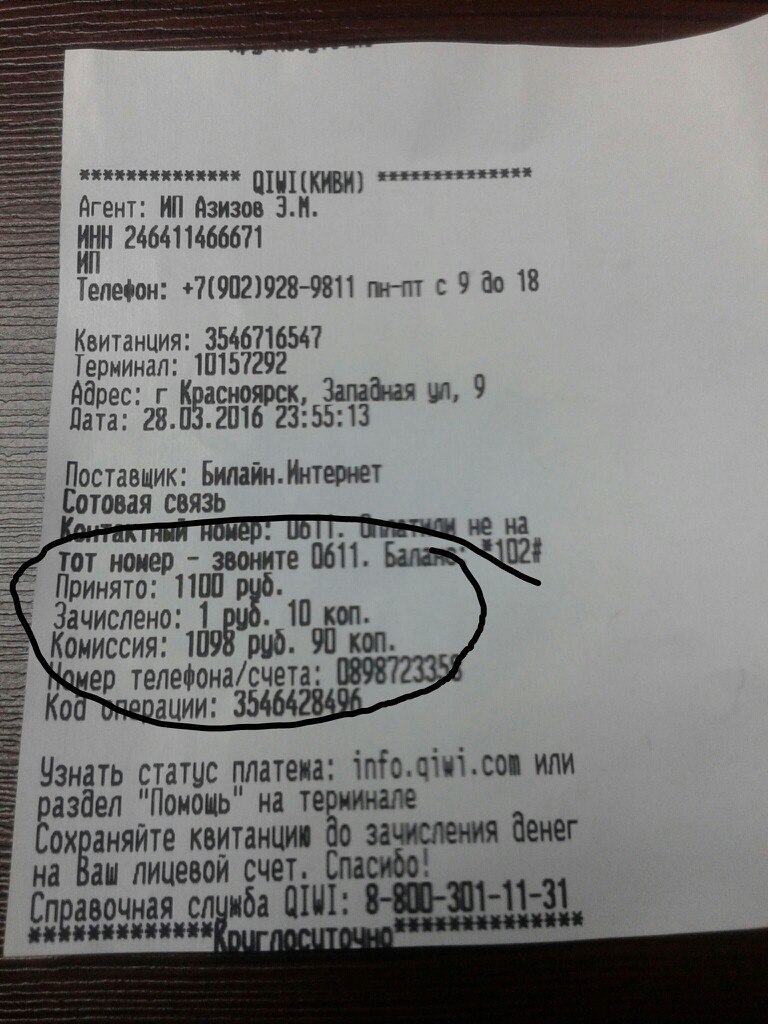 ************** QIWI(КИВИ) **************
Агент: ИП Азизов Э.М.
ИНН 246411466671
ИП
Телефон: +7(902)928-9811 пн-пт с 9 до 18
Квитанция: 3546716547
Терминал: 10157292
Адрес: г Красноярск, Западная ул, 9
Дата: 28.03.2016 23:55:13
Поставщик: Билайн.Интернет
Сотовая связь
Контактный номер: 0611. Оплатили не на
тот номер - звоните 0611. Баланс: *102#
Принято: 1100 руб.
Зачислено: 1 руб. 10 коп.
Комиссия: 1098 руб. 90 коп.
Номер телефона/счета: 0898723358
Код операции: 3546428496
Узнать статус платежа: info.qiwi.com или
раздел "Помощь" на терминале
Сохраняйте квитанцию до зачисления денег
на Ваш лицевой счет. Спасибо!
Справочная служба QIWI: 8-800-301-11-31
*************Круглосуточно*************